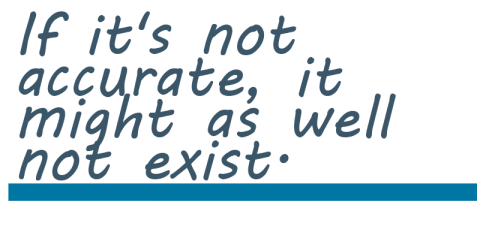 If it's not
accurate, it
might as well
not exist.